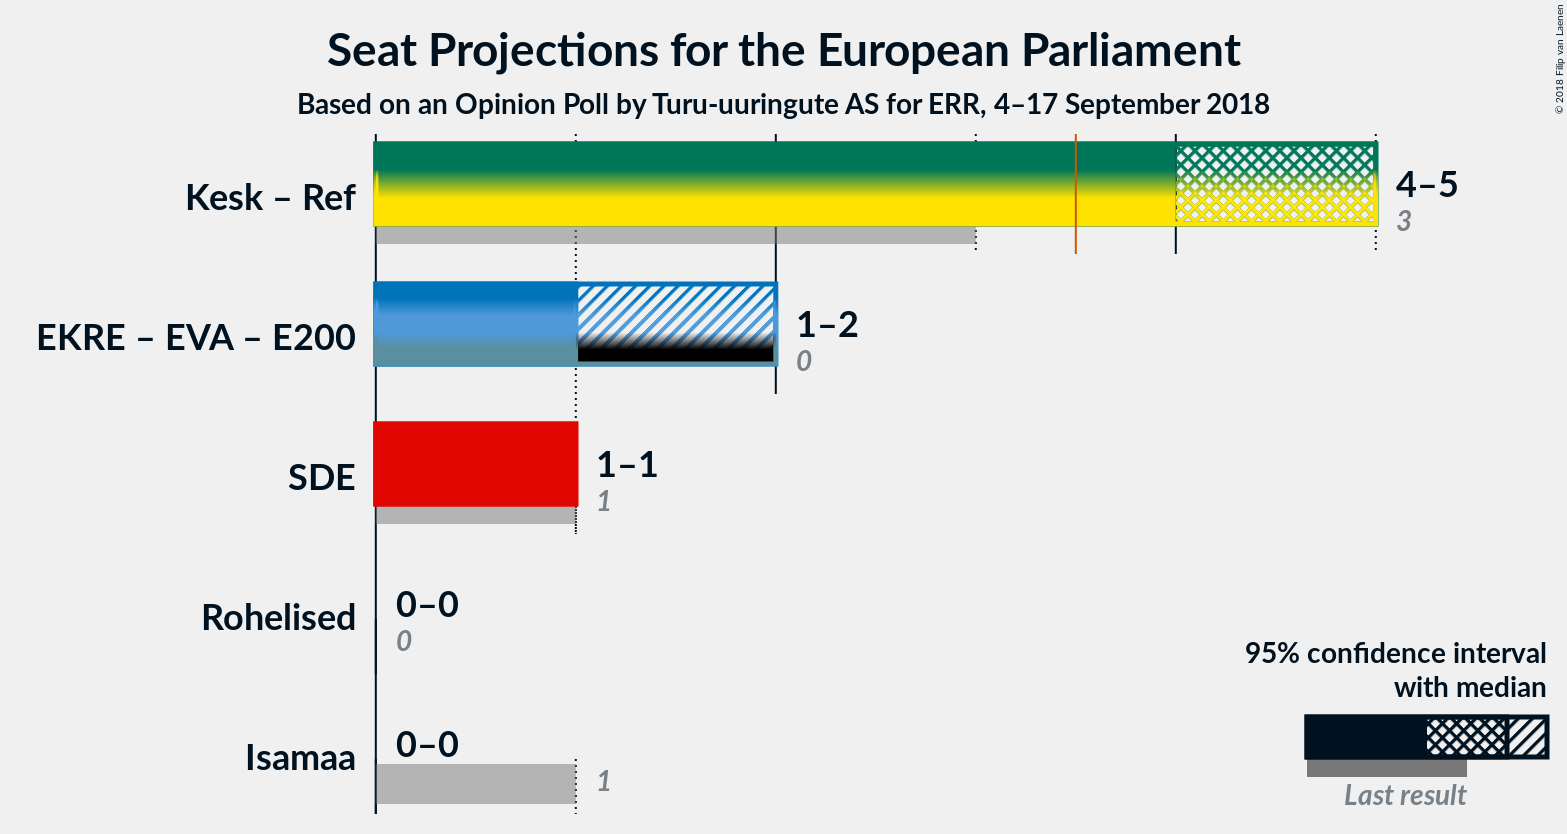 Seat Projections for the European Parliament
Based on an Opinion Poll by Turu-uuringute AS for ERR, 4–17 September 2018
© 2018 Filip van Laenen
Kesk – Ref
4–5
3
EKRE – EVA – E200
1–2
0
SDE
1–1
1
Rohelised
0–0
0
Isamaa
0–0
1
95% confidence interval
with median
Last result